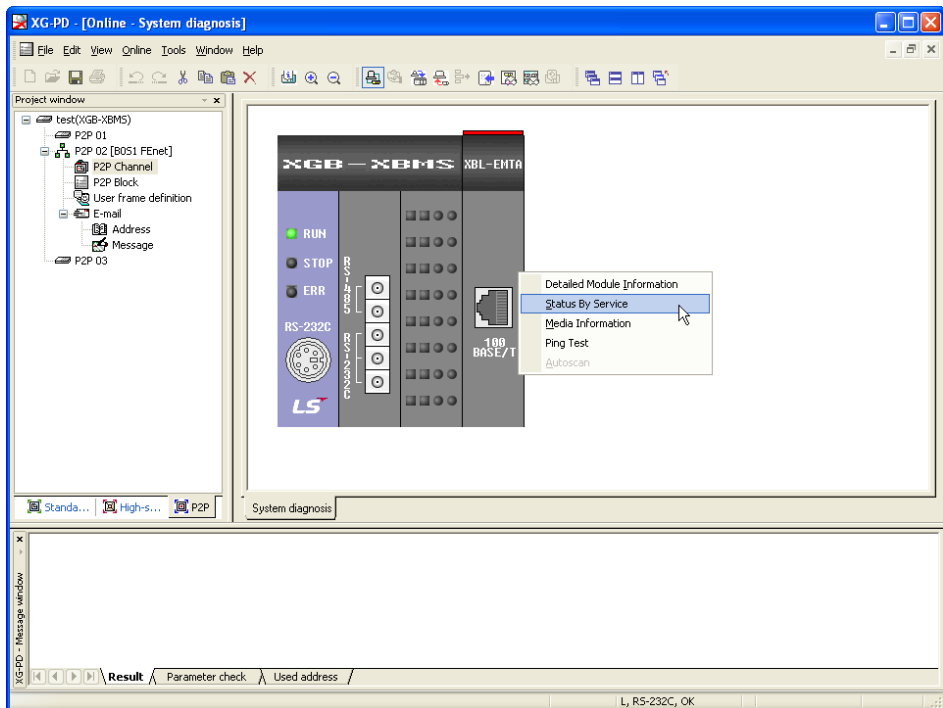 XG-PD - [Online - System diagnosis]
File Edit View Online Tools Window Help
Project window
test(XGB-XBMS)
P2P 01
P2P 02 [B0S1 FEnet]
P2P Channel
P2P Block
User frame definition
E-mail
Address
Message
P2P 03
Standa...
High-s...
P2P
XGB-XBMS
XBL-EMTA
RUN
STOP
ERR
RS-232C
LS
RS-485
RS-232C
100
BASE/T
Detailed Module Information
Status By Service
Media Information
Ping Test
Autoscan
System diagnosis
XG-PD - Message window
Result
Parameter check
Used address
L, RS-232C, OK